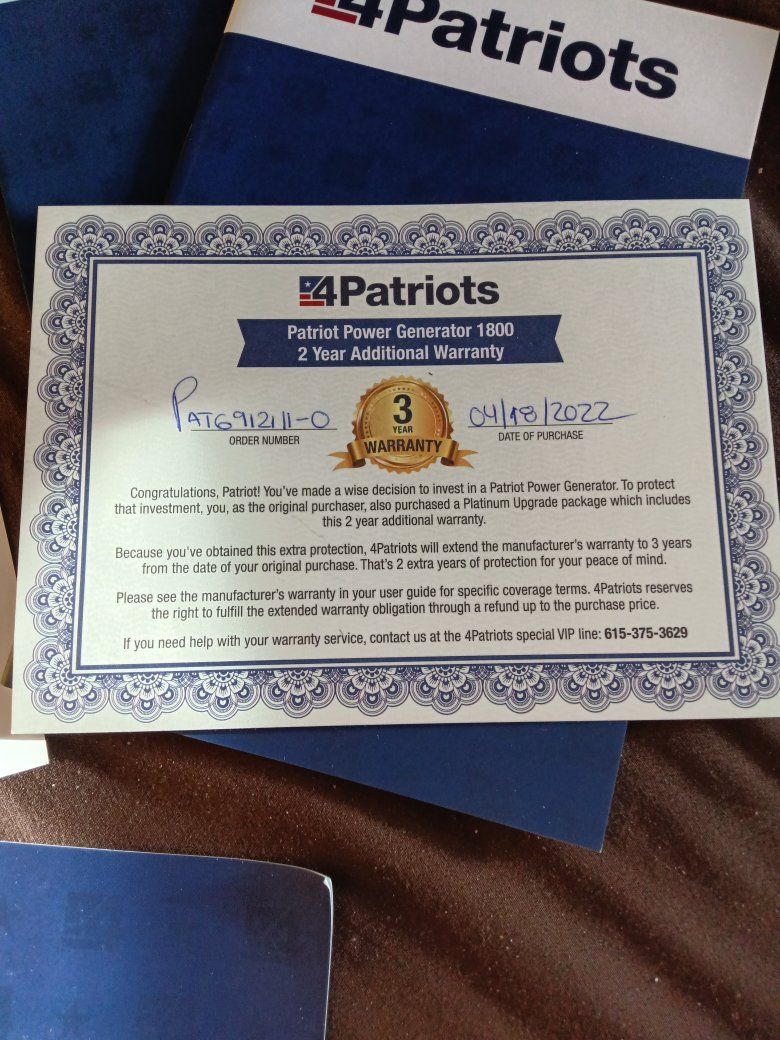 4Patriots
4Patriots
Patriot Power Generator 1800
2 Year Additional Warranty
PAT6912111-0
ORDER NUMBER
3
YEAR
WARRANTY
04/18/2022
DATE OF PURCHASE
Congratulations, Patriot! You've made a wise decision to invest in a Patriot Power Generator. To protect
that investment, you, as the original purchaser, also purchased a Platinum Upgrade package which includes
this 2 year additional warranty.
Because you've obtained this extra protection, 4Patriots will extend the manufacturer's warranty to 3 years
from the date of your original purchase. That's 2 extra years of protection for your peace of mind.
Please see the manufacturer's warranty in your user guide for specific coverage terms. 4Patriots reserves
the right to fulfill the extended warranty obligation through a refund up to the purchase price.
If you need help with your warranty service, contact us at the 4Patriots special VIP line: 615-375-3629